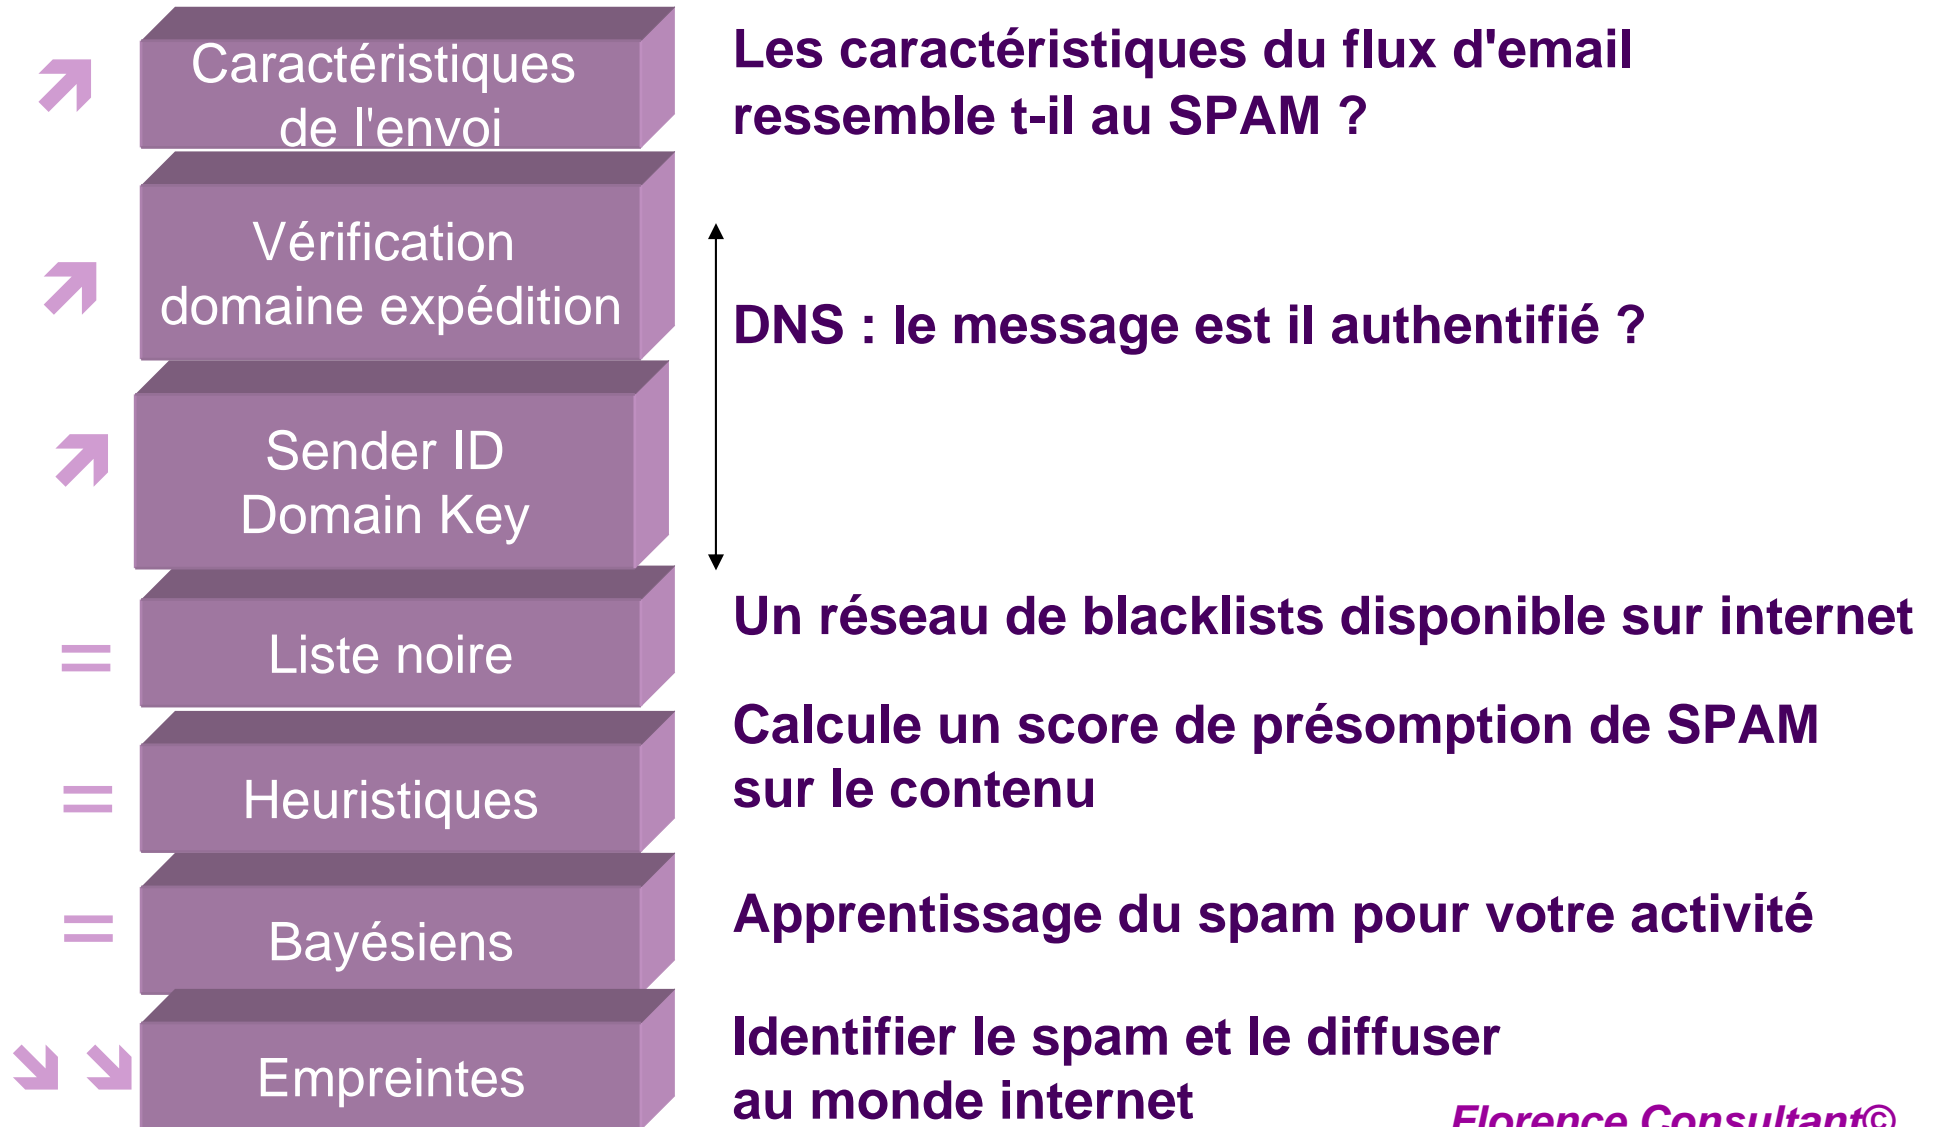 Caractéristiques
de l'envoi
Les caractéristiques du flux d'email
ressemble t-il au SPAM ?
Vérification
domaine expédition
DNS : le message est il authentifié ?
Sender ID
Domain Key
Liste noire
Un réseau de blacklists disponible sur internet
Heuristiques
Calcule un score de présomption de SPAM
sur le contenu
=
=
=
Bayésiens
Apprentissage du spam pour votre activité
Empreintes
Identifier le spam et le diffuser
au monde internet
Florence Consultant©